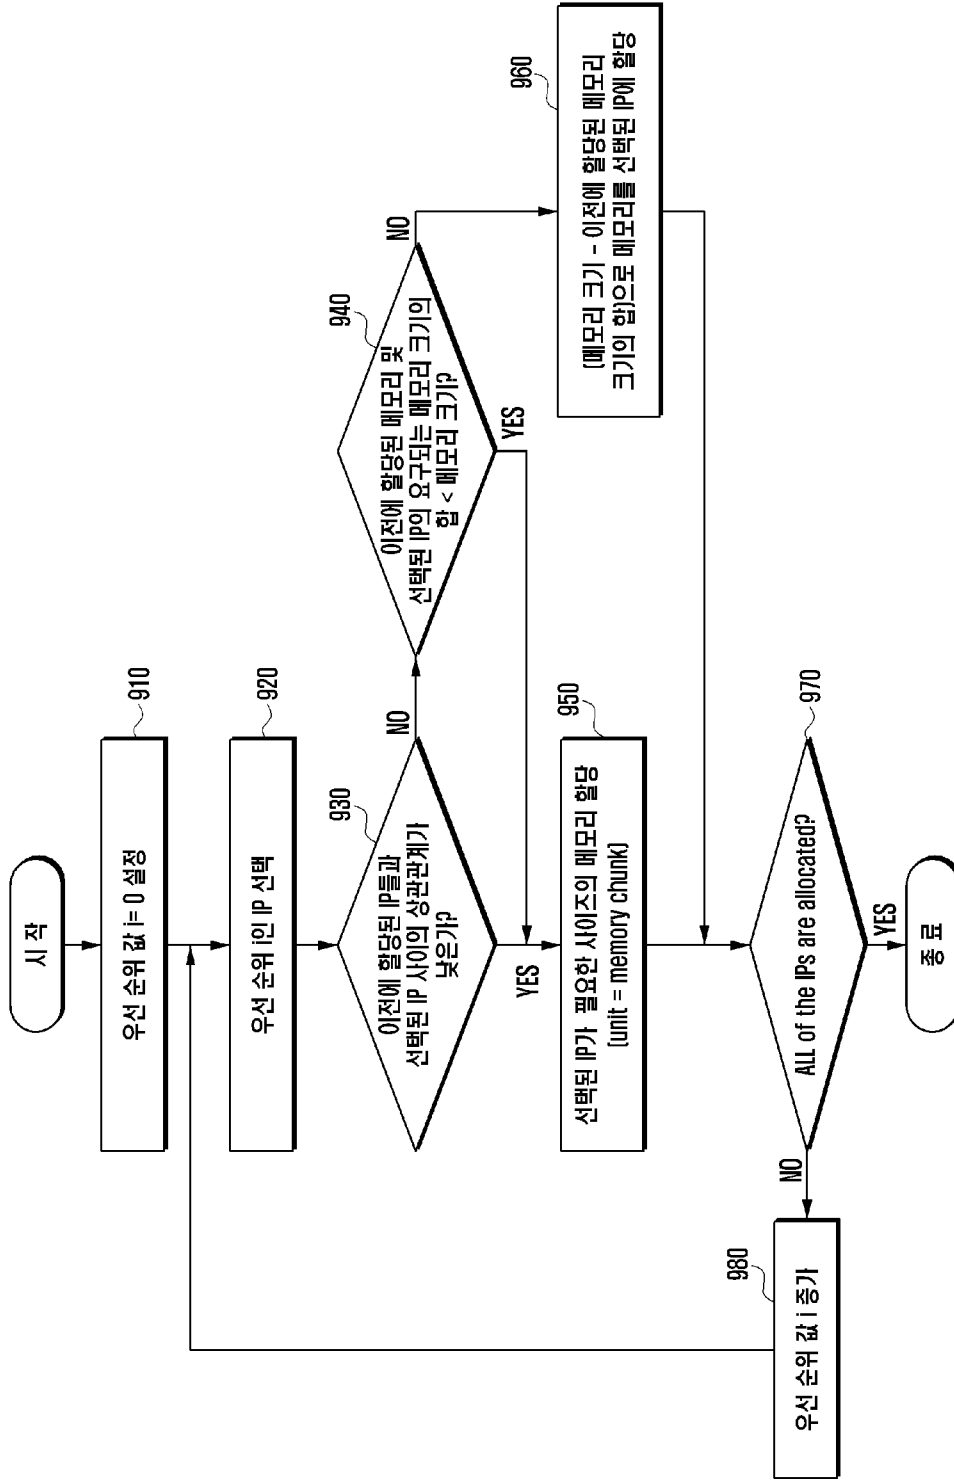 시 작
910
우선 순위 값 i= 0 설정
920
우선 순위 i인 IP 선택
930
이전에 할당된 IP들과
선택된 IP 사이의 상관관계가
낮은가?
NO
YES
940
이전에 할당된 메모리 및
선택된 IP의 요구되는 메모리 크기의
합 < 메모리 크기?
NO
YES
950
선택된 IP가 필요한 사이즈의 메모리 할당
(unit = memory chunk)
960
(메모리 크기 - 이전에 할당된 메모리
크기의 합)으로 메모리를 선택된 IP에 할당
970
ALL of the IPs are allocated?
NO
YES
980
우선 순위 값 i 증가
종 료